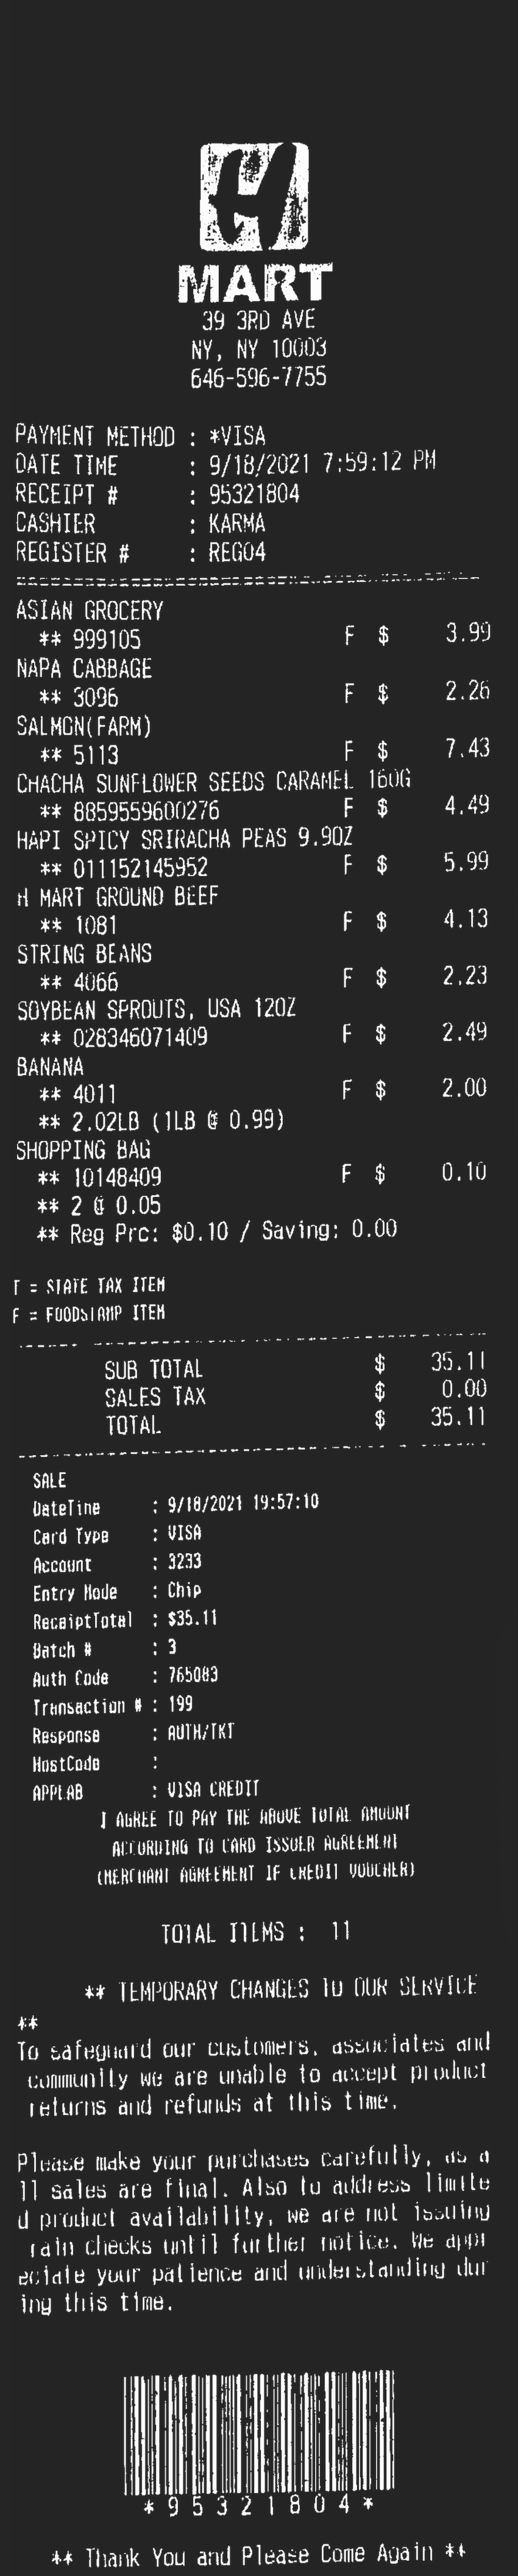 H
MART
39 3RD AVE
NY, NY 10003
646-596-7755
PAYMENT METHOD : *VISA
DATE TIME : 9/18/2021 7:59:12 PM
RECEIPT # : 95321804
CASHIER : KARMA
REGISTER # : REG04
ASIAN GROCERY
** 999105 F $ 3.99
NAPA CABBAGE
** 3096 F $ 2.26
SALMON(FARM)
** 5113 F $ 7.43
CHACHA SUNFLOWER SEEDS CARAMEL 160G
** 8859559600276 F $ 4.49
HAPI SPICY SRIRACHA PEAS 9.9OZ
** 011152145952 F $ 5.99
H MART GROUND BEEF
** 1081 F $ 4.13
STRING BEANS
** 4066 F $ 2.23
SOYBEAN SPROUTS, USA 12OZ
** 028346071409 F $ 2.49
BANANA
** 4011 F $ 2.00
** 2.02LB (1LB @ 0.99)
SHOPPING BAG
** 10148409 F $ 0.10
** 2 @ 0.05
** Reg Prc: $0.10 / Saving: 0.00
T = STATE TAX ITEM
F = FOODSTAMP ITEM
SUB TOTAL $ 35.11
SALES TAX $ 0.00
TOTAL $ 35.11
SALE
DateTime : 9/18/2021 19:57:10
Card Type : VISA
Account : 3233
Entry Mode : Chip
ReceiptTotal : $35.11
Batch # : 3
Auth Code : 765083
Transaction # : 199
Response : AUTH/TKT
HostCode :
APPLAB : VISA CREDIT
I AGREE TO PAY THE ABOVE TOTAL AMOUNT
ACCORDING TO CARD ISSUER AGREEMENT
(MERCHANT AGREEMENT IF CREDIT VOUCHER)
TOTAL ITEMS : 11
** TEMPORARY CHANGES TO OUR SERVICE
**
To safeguard our customers, associates and
community we are unable to accept product
returns and refunds at this time.
Please make your purchases carefully, as a
ll sales are final. Also to address limite
d product availability, we are not issuing
rain checks until further notice. We appr
eciate your patience and understanding dur
ing this time.
*95321804*
** Thank You and Please Come Again **